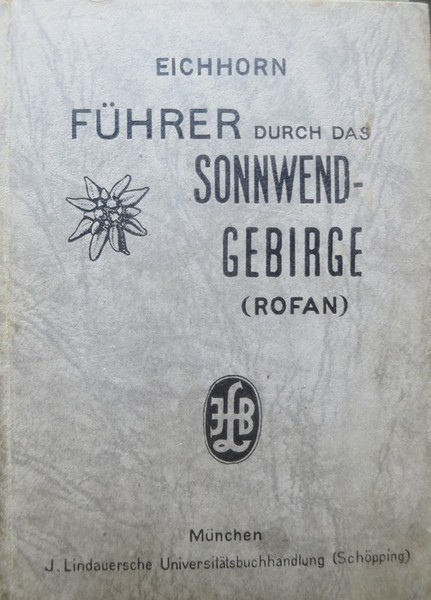 EICHHORN
FÜHRER DURCH DAS
SONNWEND-
GEBIRGE
(ROFAN)
München
J. Lindauersche Universitätsbuchhandlung (Schöpping)